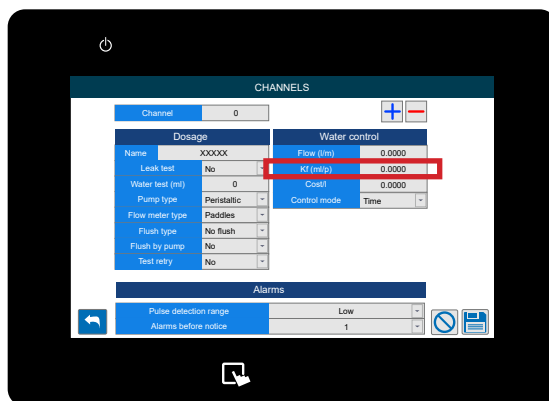 CHANNELS
Channel 0
Dosage Water control
Name XXXXX Flow (l/m) 0.0000
Leak test No Kf (ml/p) 0.0000
Water test (ml) 0 Cost/l 0.0000
Pump type Peristaltic Control mode Time
Flow meter type Paddles
Flush type No flush
Flush by pump No
Test retry No
Alarms
Pulse detection range Low
Alarms before notice 1